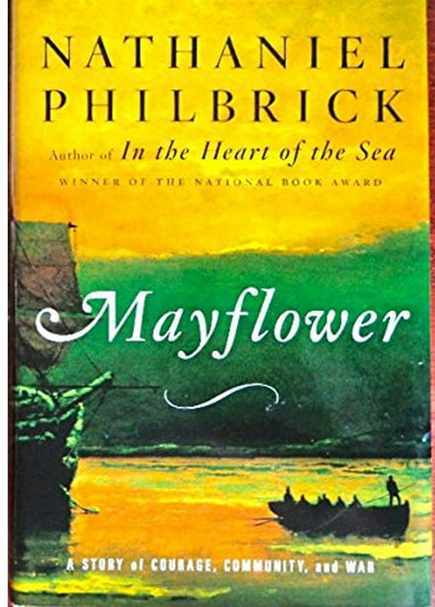 NATHANIEL
PHILBRICK
Author of In the Heart of the Sea
WINNER OF THE NATIONAL BOOK AWARD
Mayflower
A STORY of COURAGE, COMMUNITY, and WAR